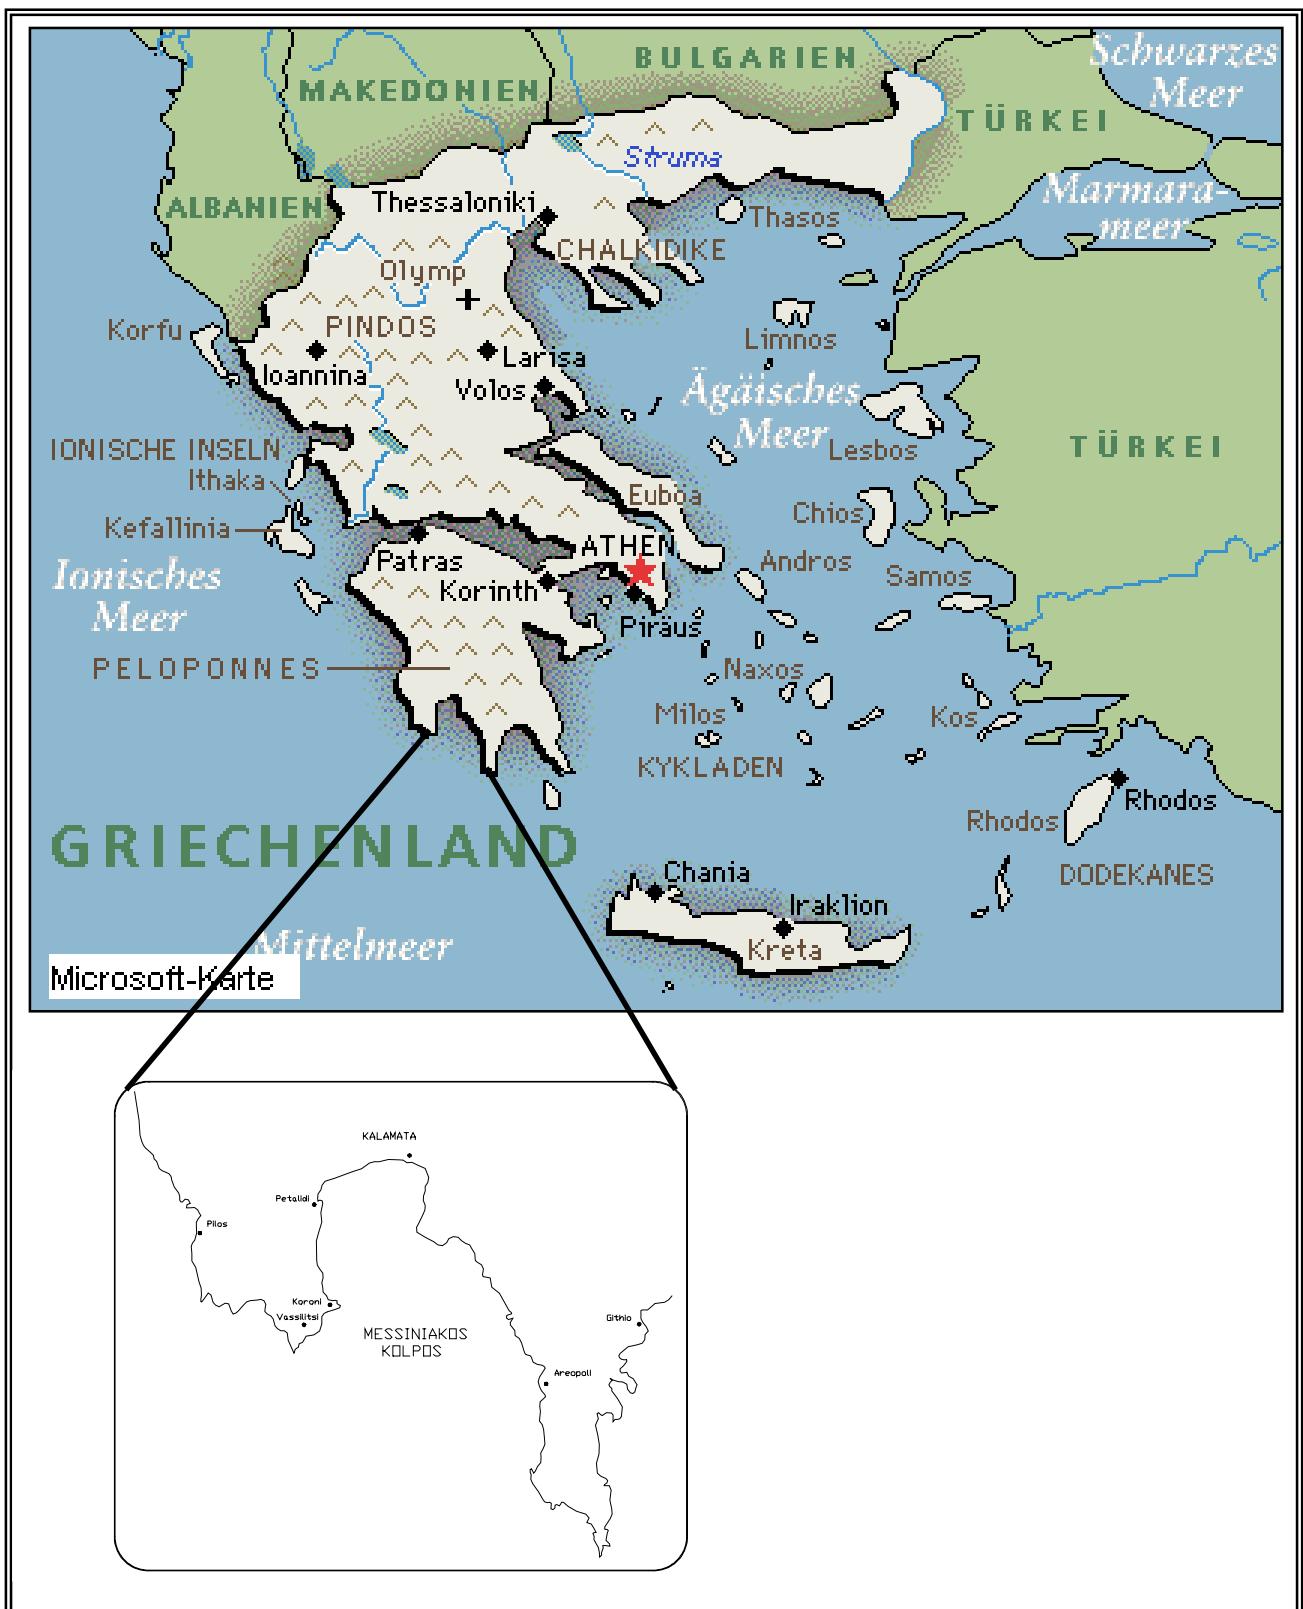 Schwarzes
Meer
BULGARIEN
MAKEDONIEN
TÜRKEI
Struma
Marmara-
meer
ALBANIEN
Thessaloniki
Thasos
CHALKIDIKE
Olymp
Korfu
PINDOS
Limnos
Larisa
Ioannina
Volos
Ägäisches
Meer
IONISCHE INSELN
Lesbos
TÜRKEI
Ithaka
Euböa
Chios
Kefallinia
ATHEN
Patras
Andros
Ionisches
Meer
Korinth
Samos
Piräus
PELOPONNES
Naxos
Milos
Kos
KYKLADEN
Rhodos
Rhodos
GRIECHENLAND
Chania
DODEKANES
Iraklion
Mittelmeer
Kreta
Microsoft-Karte
KALAMATA
Petalidi
Pilos
Koroni
Vassilitsi
Githio
MESSINIAKOS
KOLPOS
Areopoli